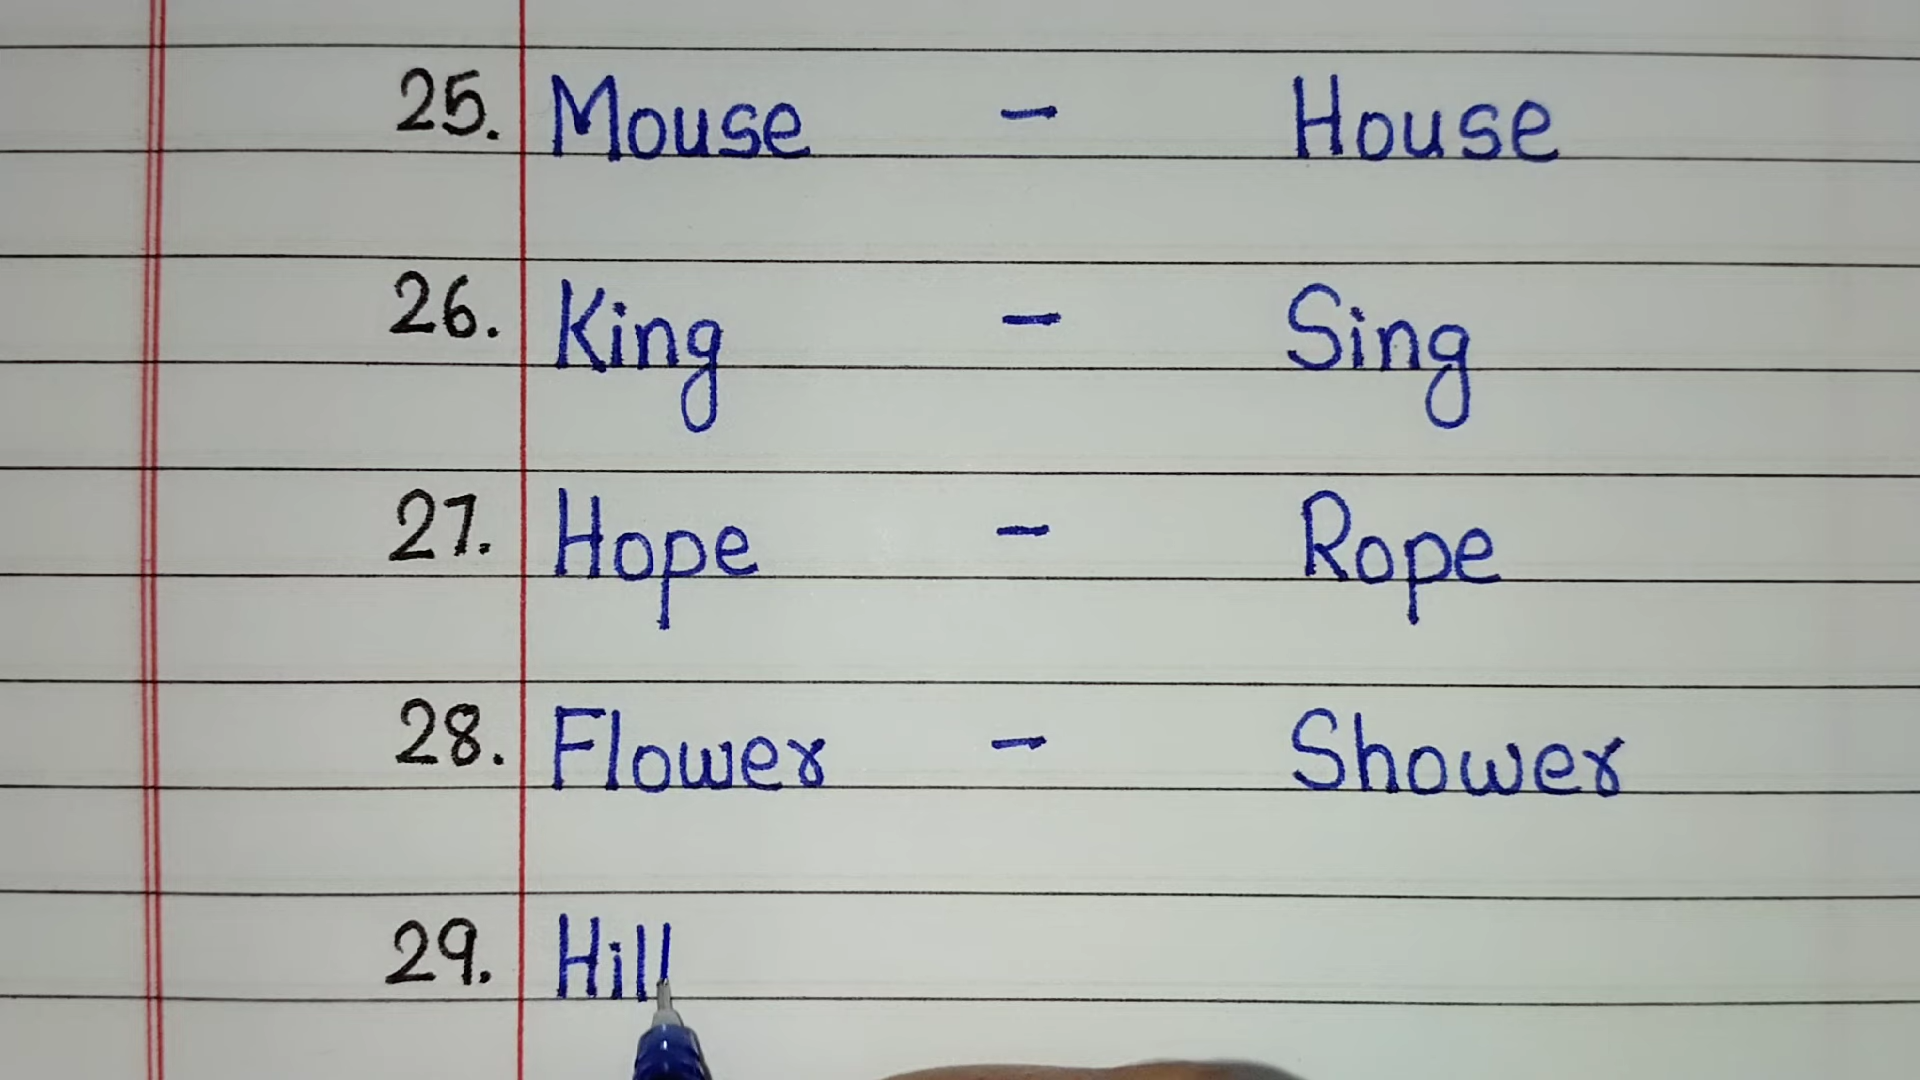 25. Mouse - House
26. King - Sing
27. Hope - Rope
28. Flower - Shower
29. Hill